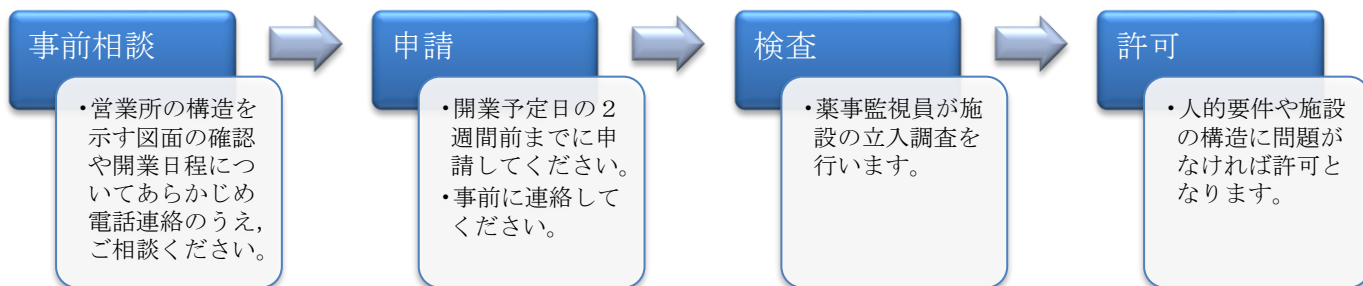 事前相談
・営業所の構造を
示す図面の確認
や開業日程につ
いてあらかじめ
電話連絡のうえ,
ご相談ください。
申請
・開業予定日の２
週間前までに申
請してください。
・事前に連絡して
ください。
検査
・薬事監視員が施
設の立入調査を
行います。
許可
・人的要件や施設
の構造に問題が
なければ許可と
なります。